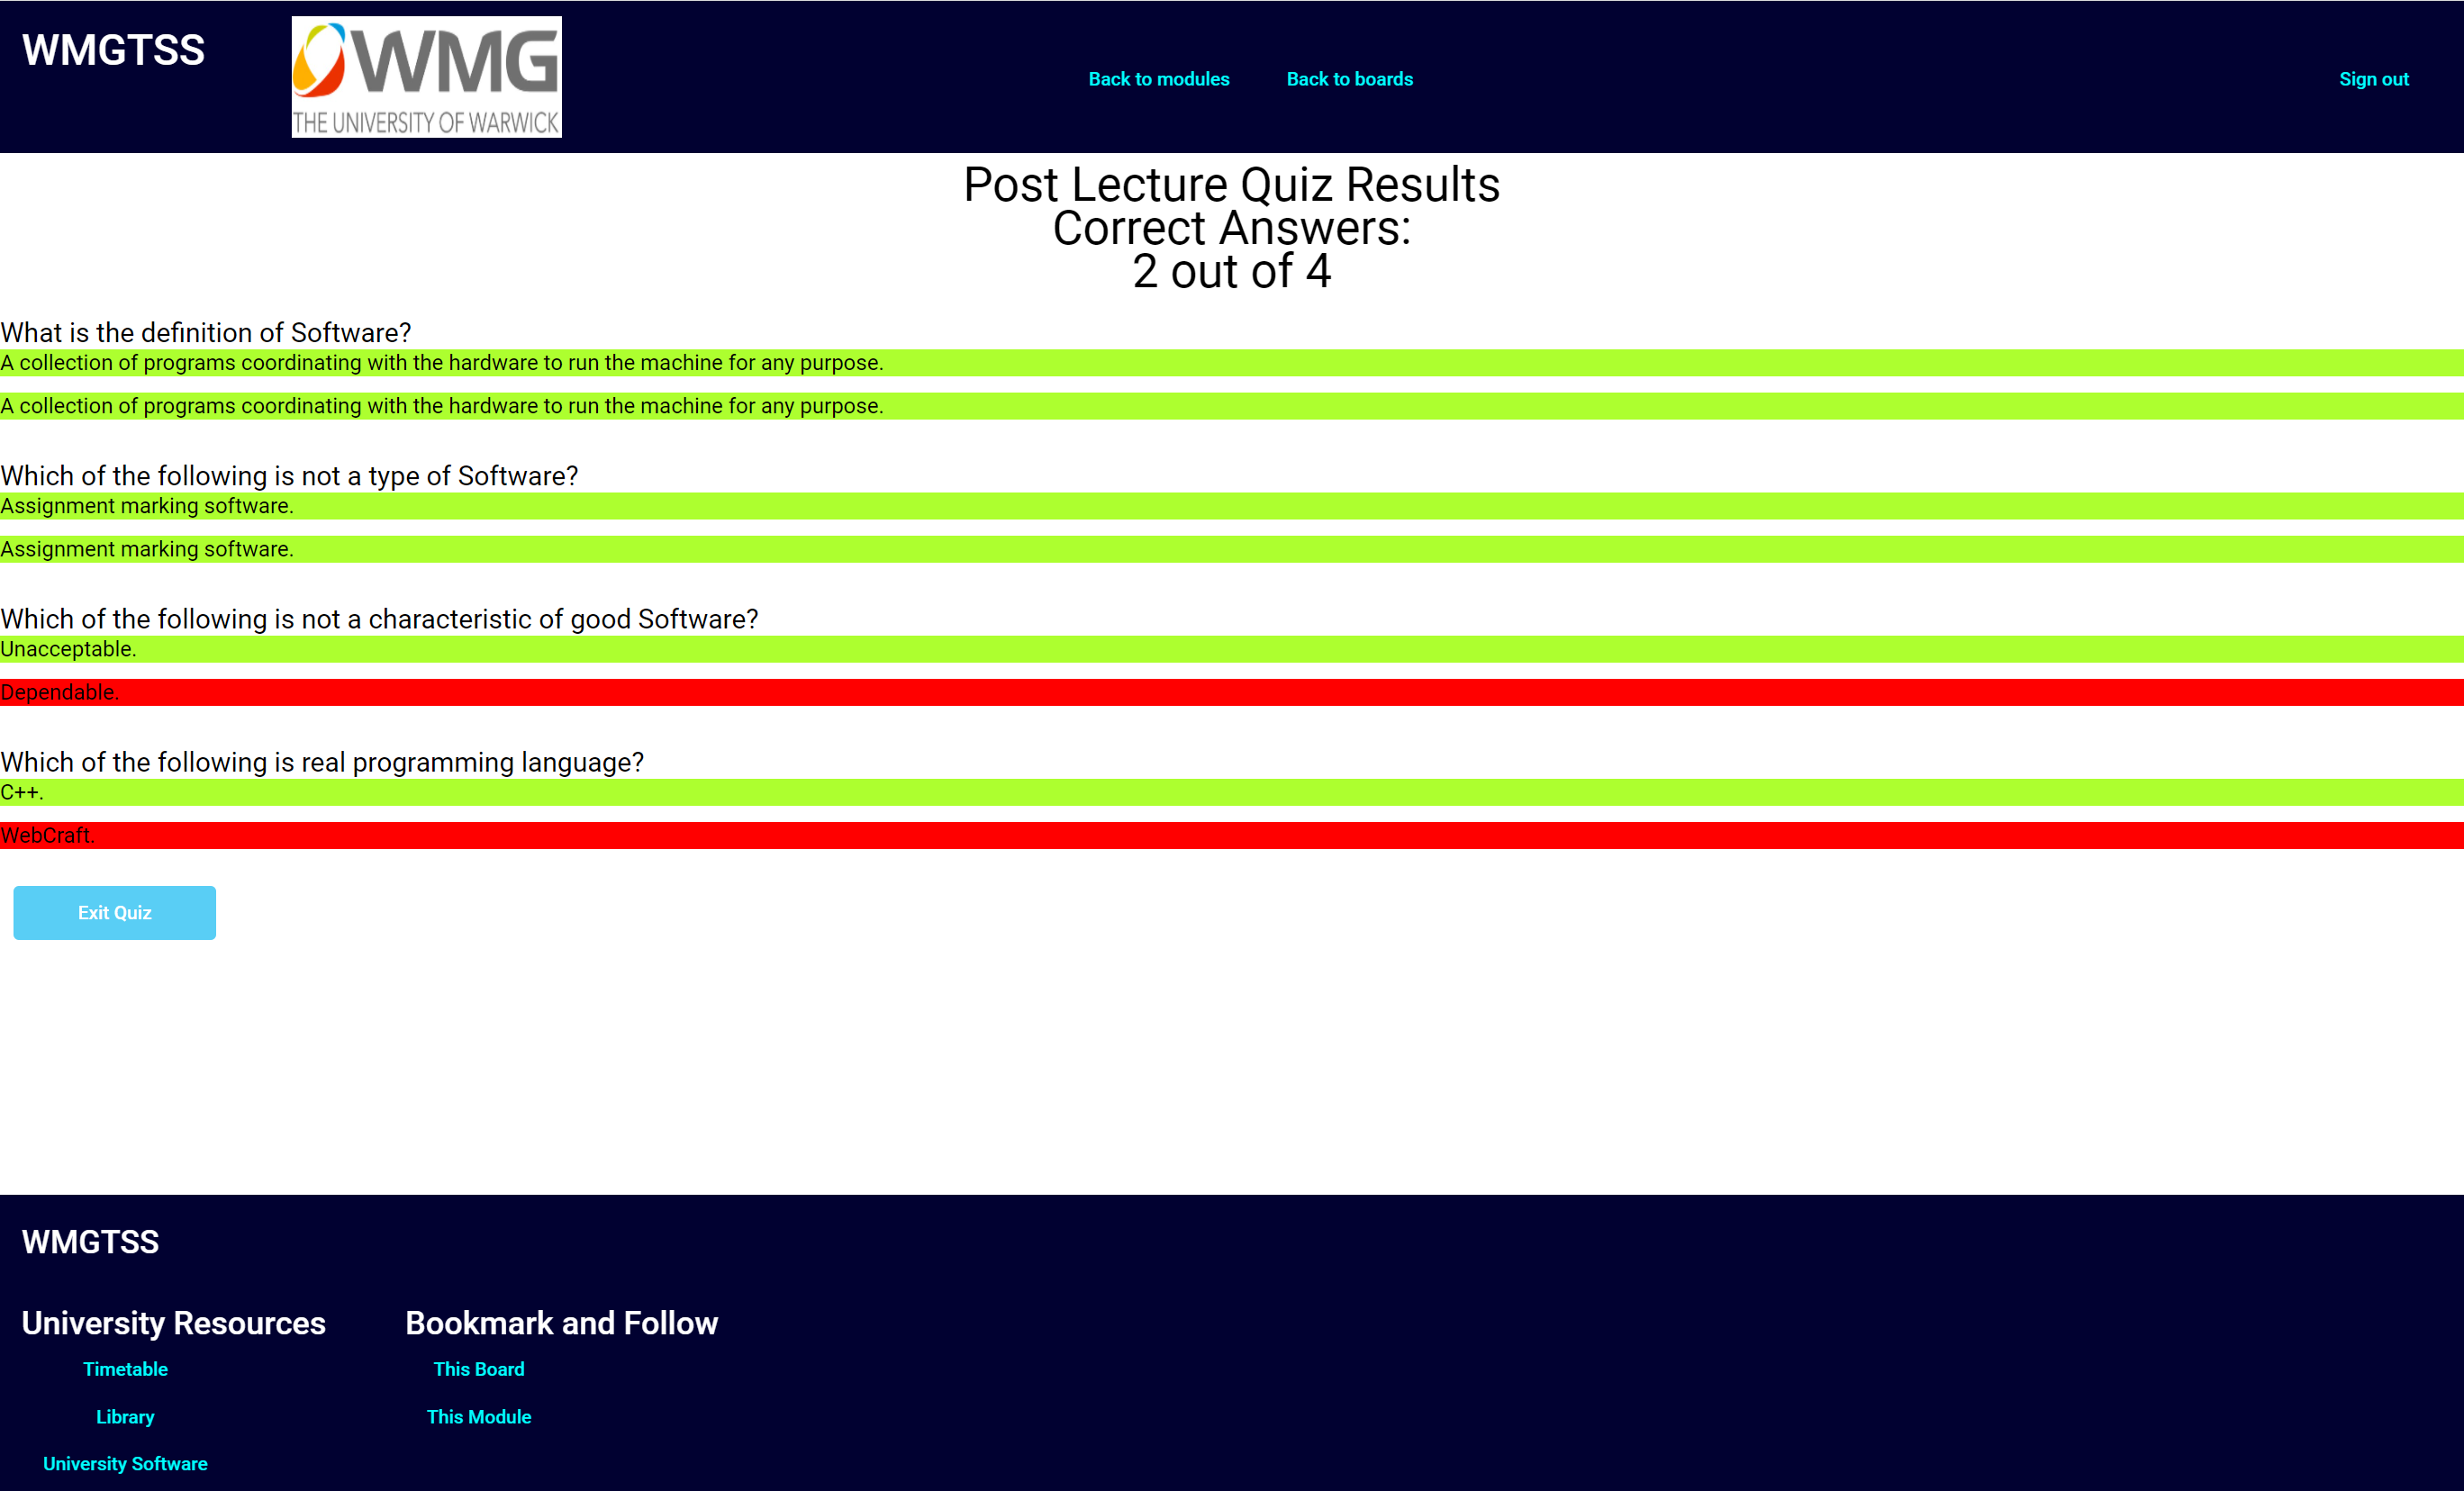 WMGTSS
WMG
THE UNIVERSITY OF WARWICK
Back to modules
Back to boards
Sign out
Post Lecture Quiz Results
Correct Answers:
2 out of 4
What is the definition of Software?
A collection of programs coordinating with the hardware to run the machine for any purpose.
A collection of programs coordinating with the hardware to run the machine for any purpose.
Which of the following is not a type of Software?
Assignment marking software.
Assignment marking software.
Which of the following is not a characteristic of good Software?
Unacceptable.
Dependable.
Which of the following is real programming language?
C++.
WebCraft.
Exit Quiz
WMGTSS
University Resources
Timetable
Library
University Software
Bookmark and Follow
This Board
This Module